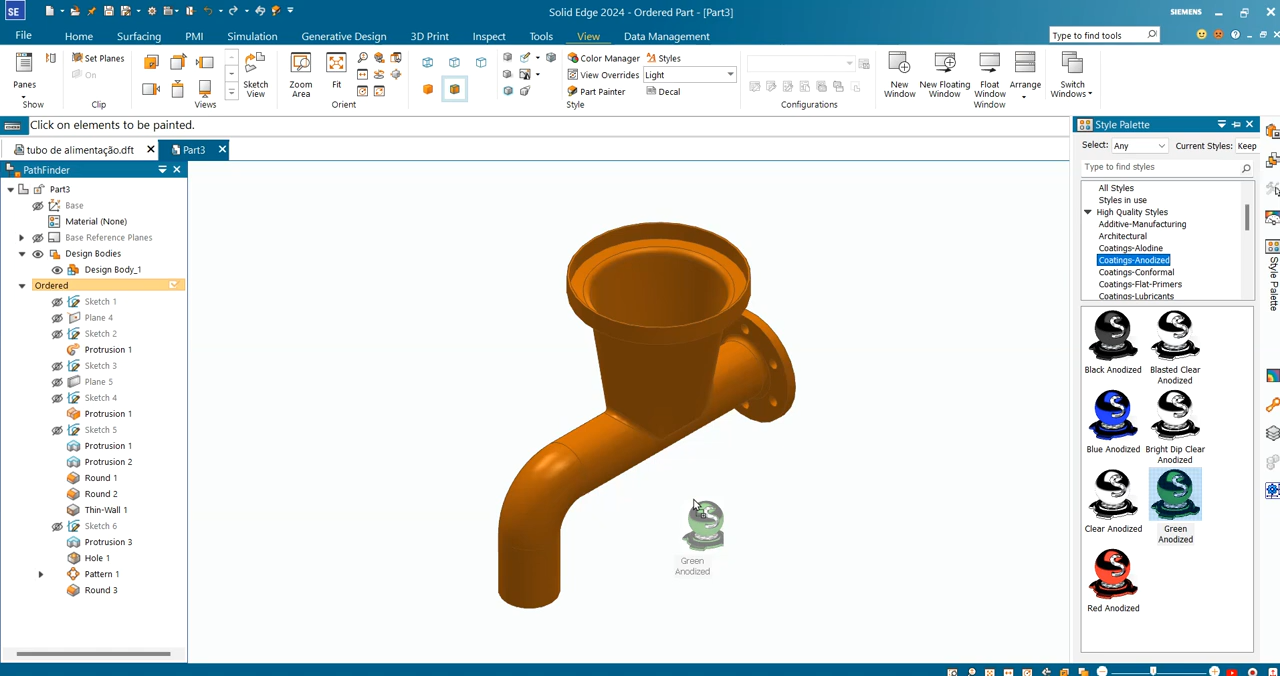 SE
Solid Edge 2024 - Ordered Part - [Part3]
SIEMENS
File
Home
Surfacing
PMI
Simulation
Generative Design
3D Print
Inspect
Tools
View
Data Management
Type to find tools
Panes
Show
Set Planes
On
Clip
Views
Sketch
View
Zoom
Area
Fit
Orient
Color Manager
Styles
View Overrides
Light
Part Painter
Decal
Style
Configurations
New
Window
New Floating
Window
Float
Window
Arrange
Window
Switch
Windows
Click on elements to be painted.
tubo de alimentação.dft
Part3
PathFinder
Part3
Base
Material (None)
Base Reference Planes
Design Bodies
Design Body_1
Ordered
Sketch 1
Plane 4
Sketch 2
Protrusion 1
Sketch 3
Plane 5
Sketch 4
Protrusion 1
Sketch 5
Protrusion 1
Protrusion 2
Round 1
Round 2
Thin-Wall 1
Sketch 6
Protrusion 3
Hole 1
Pattern 1
Round 3
Green
Anodized
Style Palette
Select: Any
Current Styles: Keep
Type to find styles
All Styles
Styles in use
High Quality Styles
Additive-Manufacturing
Architectural
Coatings-Alodine
Coatings-Anodized
Coatings-Conformal
Coatings-Flat-Primers
Coatings-Lubricants
Black Anodized
Blasted Clear
Anodized
Blue Anodized
Bright Dip Clear
Anodized
Clear Anodized
Green
Anodized
Red Anodized
Style Palette